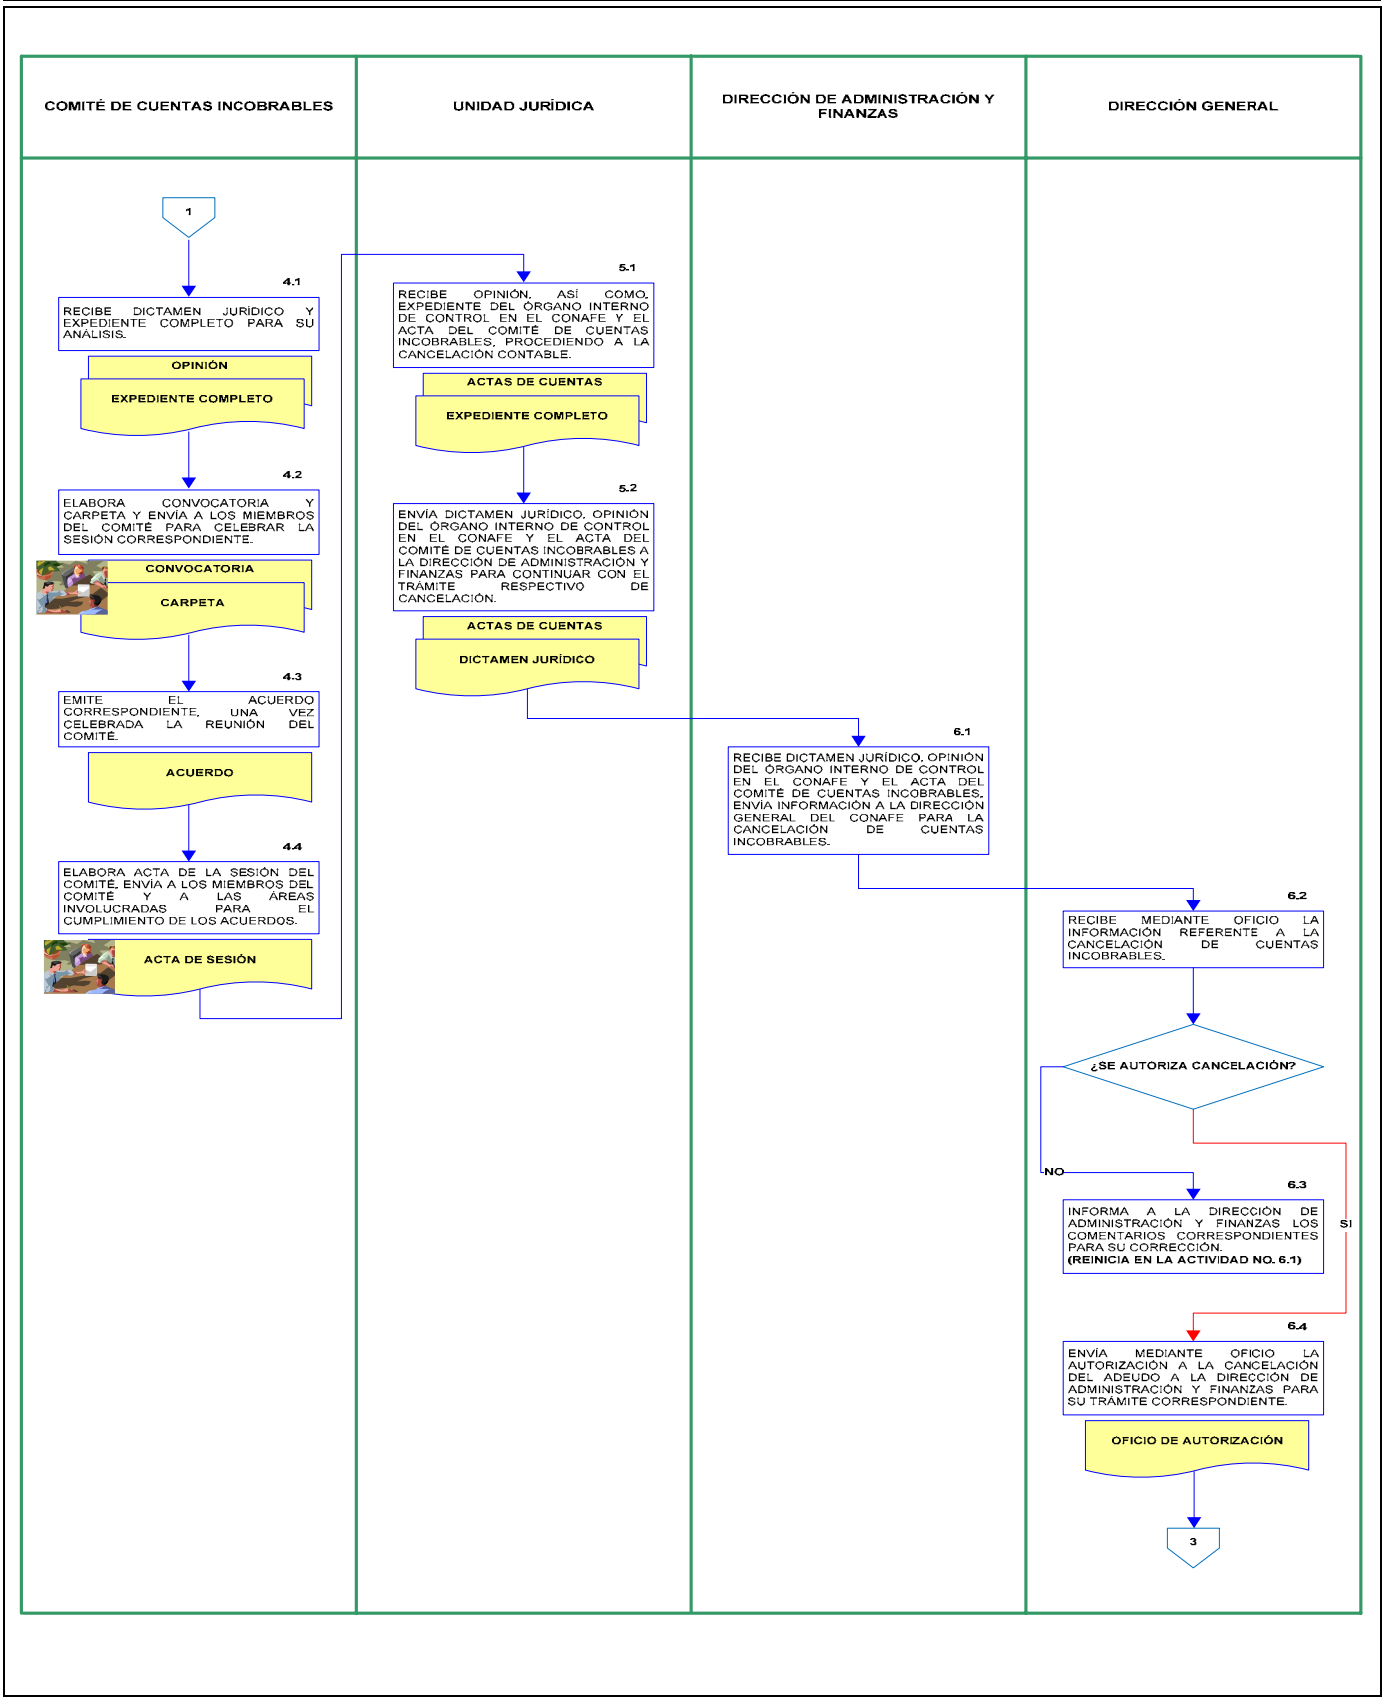 COMITÉ DE CUENTAS INCOBRABLES
UNIDAD JURÍDICA
DIRECCIÓN DE ADMINISTRACIÓN Y
FINANZAS
DIRECCIÓN GENERAL
1
4.1
RECIBE DICTAMEN JURÍDICO Y
EXPEDIENTE COMPLETO PARA SU
ANÁLISIS.
OPINIÓN
EXPEDIENTE COMPLETO
4.2
ELABORA CONVOCATORIA Y
CARPETA Y ENVÍA A LOS MIEMBROS
DEL COMITÉ PARA CELEBRAR LA
SESIÓN CORRESPONDIENTE.
CONVOCATORIA
CARPETA
4.3
EMITE EL ACUERDO
CORRESPONDIENTE, UNA VEZ
CELEBRADA LA REUNIÓN DEL
COMITÉ.
ACUERDO
4.4
ELABORA ACTA DE LA SESIÓN DEL
COMITÉ, ENVÍA A LOS MIEMBROS DEL
COMITÉ Y A LAS ÁREAS
INVOLUCRADAS PARA EL
CUMPLIMIENTO DE LOS ACUERDOS.
ACTA DE SESIÓN
5.1
RECIBE OPINIÓN, ASÍ COMO,
EXPEDIENTE DEL ÓRGANO INTERNO
DE CONTROL EN EL CONAFE Y EL
ACTA DEL COMITÉ DE CUENTAS
INCOBRABLES, PROCEDIENDO A LA
CANCELACIÓN CONTABLE.
ACTAS DE CUENTAS
EXPEDIENTE COMPLETO
5.2
ENVÍA DICTAMEN JURÍDICO, OPINIÓN
DEL ÓRGANO INTERNO DE CONTROL
EN EL CONAFE Y EL ACTA DEL
COMITÉ DE CUENTAS INCOBRABLES A
LA DIRECCIÓN DE ADMINISTRACIÓN Y
FINANZAS PARA CONTINUAR CON EL
TRÁMITE RESPECTIVO DE
CANCELACIÓN.
ACTAS DE CUENTAS
DICTAMEN JURÍDICO
6.1
RECIBE DICTAMEN JURÍDICO, OPINIÓN
DEL ÓRGANO INTERNO DE CONTROL
EN EL CONAFE Y EL ACTA DEL
COMITÉ DE CUENTAS INCOBRABLES,
ENVÍA INFORMACIÓN A LA DIRECCIÓN
GENERAL DEL CONAFE PARA LA
CANCELACIÓN DE CUENTAS
INCOBRABLES.
6.2
RECIBE MEDIANTE OFICIO LA
INFORMACIÓN REFERENTE A LA
CANCELACIÓN DE CUENTAS
INCOBRABLES.
¿SE AUTORIZA CANCELACIÓN?
NO
6.3
INFORMA A LA DIRECCIÓN DE
ADMINISTRACIÓN Y FINANZAS LOS
COMENTARIOS CORRESPONDIENTES
PARA SU CORRECCIÓN.
(REINICIA EN LA ACTIVIDAD NO. 6.1)
SI
6.4
ENVÍA MEDIANTE OFICIO LA
AUTORIZACIÓN A LA CANCELACIÓN
DEL ADEUDO A LA DIRECCIÓN DE
ADMINISTRACIÓN Y FINANZAS PARA
SU TRÁMITE CORRESPONDIENTE.
OFICIO DE AUTORIZACIÓN
3